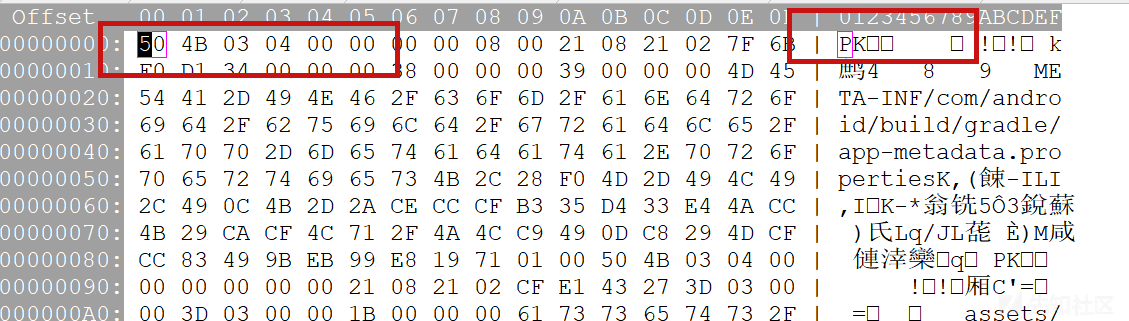 Offset 00 01 02 03 04 05 06 07 08 09 0A 0B 0C 0D 0E 0F 0123456789ABCDEF
00000000: 50 4B 03 04 00 00 00 00 08 00 21 08 21 02 7F 6B | PK□□ □ !□!□ k
00000010: E0 D1 34 00 00 00 38 00 00 00 39 00 00 00 4D 45 | 鹧4 8 9 ME
00000020: 54 41 2D 49 4E 46 2F 63 6F 6D 2F 61 6E 64 72 6F | TA-INF/com/andro
00000030: 69 64 2F 62 75 69 6C 64 2F 67 72 61 64 6C 65 2F | id/build/gradle/
00000040: 61 70 70 2D 6D 65 74 61 64 61 74 61 2E 70 72 6F | app-metadata.pro
00000050: 70 65 72 74 69 65 73 4B 2C 28 F0 4D 2D 49 4C 49 | pertiesK,(餗-ILI
00000060: 2C 49 0C 4B 2D 2A CE CC CF B3 35 D4 33 E4 4A CC | ,I□K-*翁铣5Ô3銳蘇
00000070: 4B 29 CA CF 4C 71 2F 4A 4C C9 49 0D C8 29 4D CF | )氏Lq/JL葩 È)M咸
00000080: CC 83 49 9B EB 99 E8 19 71 01 00 50 4B 03 04 00 | 儙滓欒□q□ PK□□
00000090: 00 00 00 00 00 21 08 21 02 CF E1 43 27 3D 03 00 | !□!□厢C'=□
000000A0: 00 3D 03 00 00 1B 00 00 00 61 73 73 65 74 73 2F | =□ □ assets/